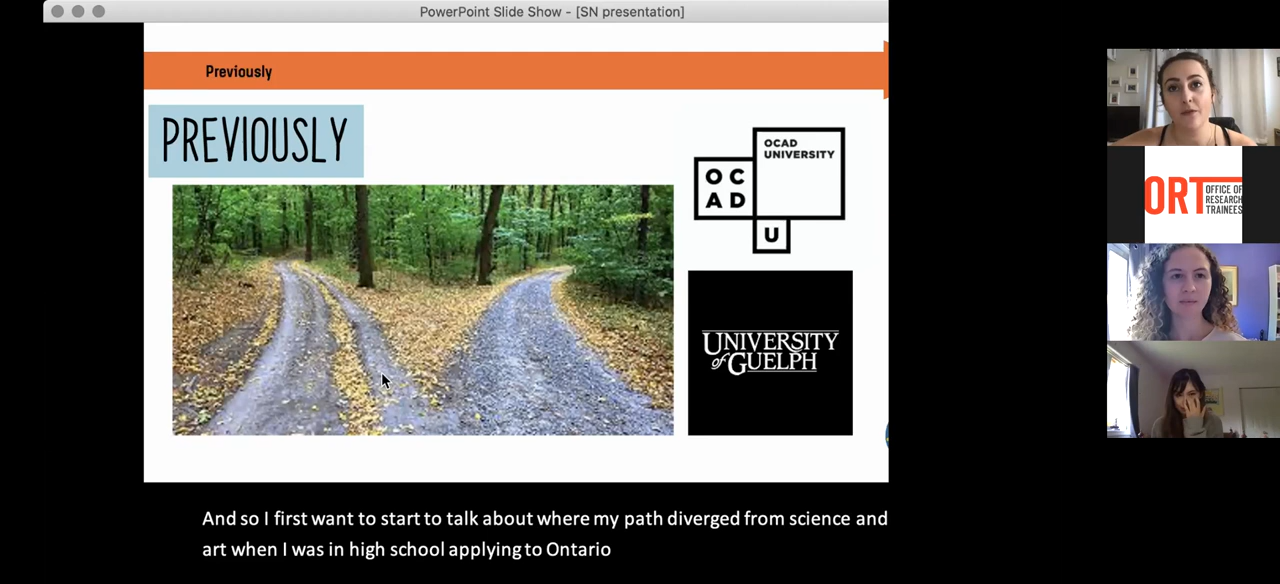 PowerPoint Slide Show - [SN presentation]
Previously
PREVIOUSLY
OCAD
UNIVERSITY
OC
AD
U
UNIVERSITY
of GUELPH
ORT
OFFICE OF
RESEARCH
TRAINEES
And so I first want to start to talk about where my path diverged from science and
art when I was in high school applying to Ontario